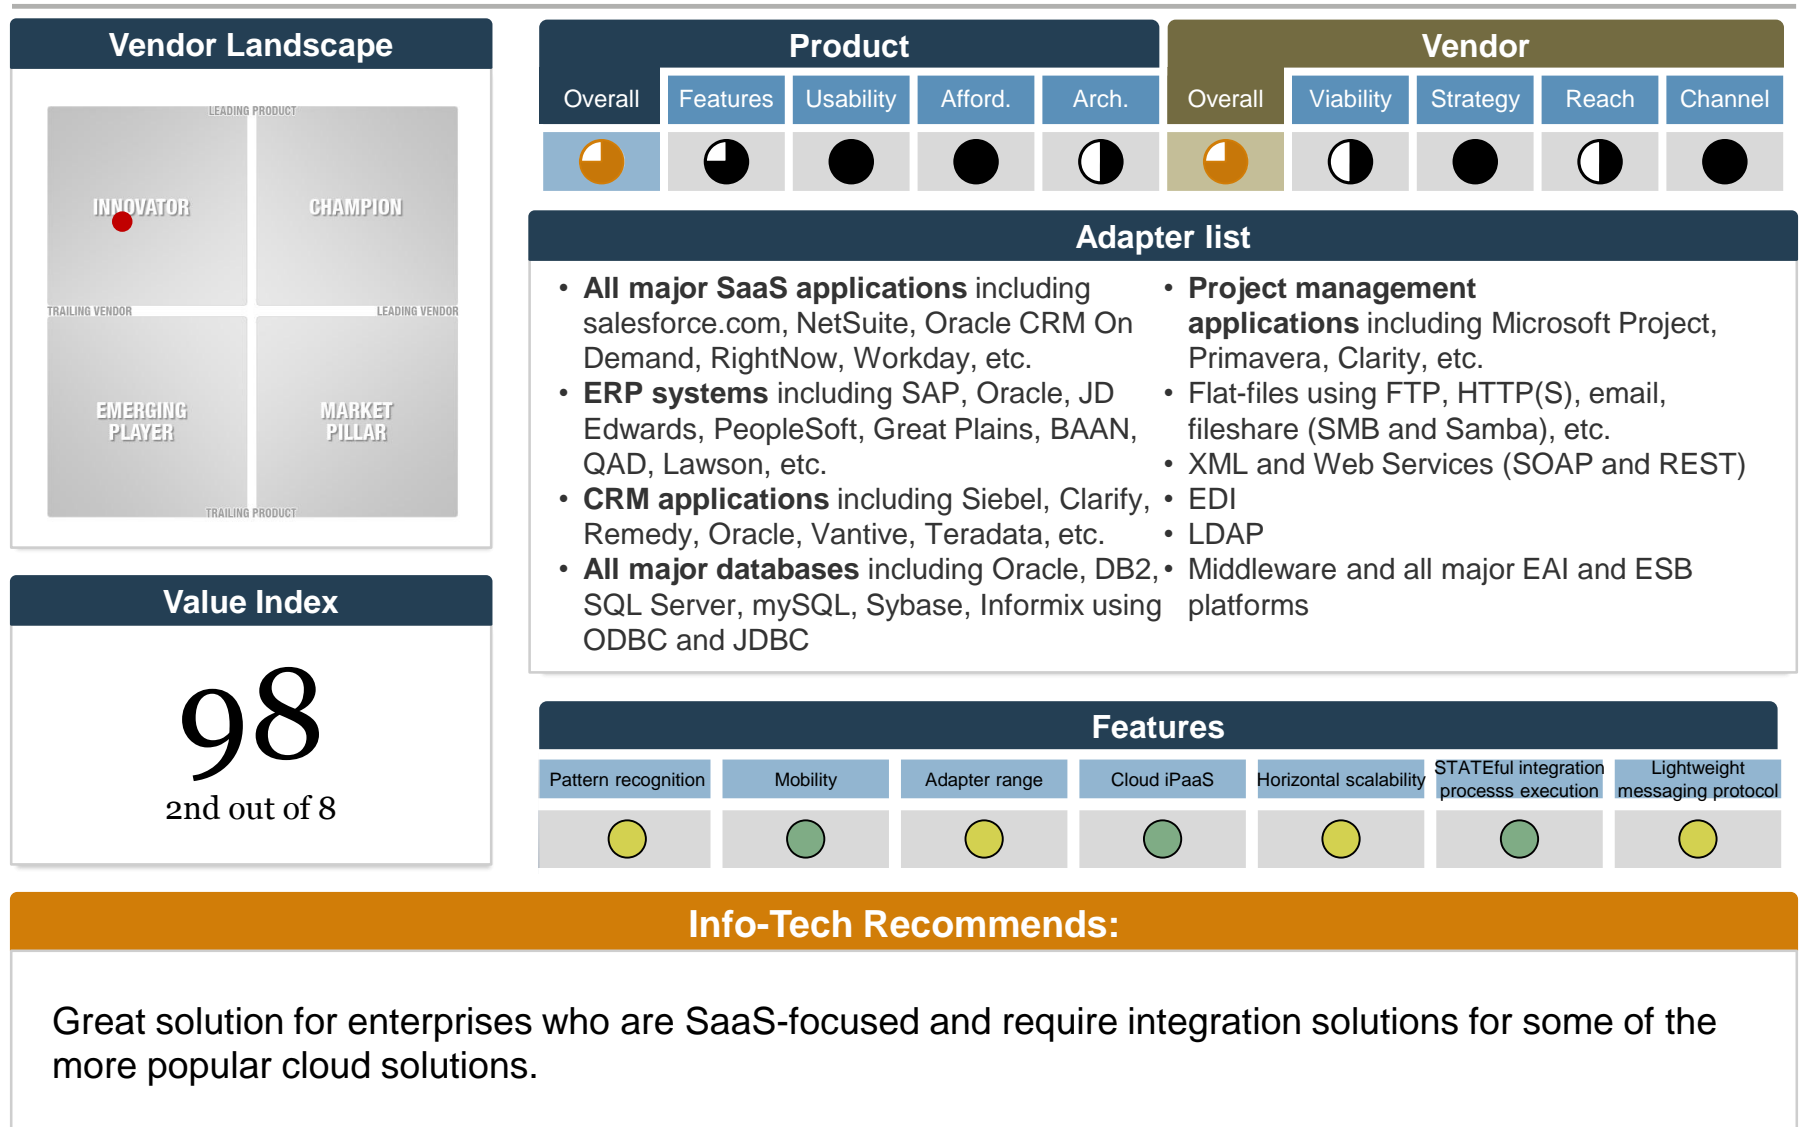 Vendor Landscape
LEADING PRODUCT
INNOVATOR
CHAMPION
TRAILING VENDOR
LEADING VENDOR
EMERGING
PLAYER
MARKET
PILLAR
TRAILING PRODUCT
Value Index
98
2nd out of 8
Product
Vendor
Overall
Features
Usability
Afford.
Arch.
Overall
Viability
Strategy
Reach
Channel
Adapter list
• All major SaaS applications including
salesforce.com, NetSuite, Oracle CRM On
Demand, RightNow, Workday, etc.
• ERP systems including SAP, Oracle, JD
Edwards, PeopleSoft, Great Plains, BAAN,
QAD, Lawson, etc.
• CRM applications including Siebel, Clarify,
Remedy, Oracle, Vantive, Teradata, etc.
• All major databases including Oracle, DB2,
SQL Server, mySQL, Sybase, Informix using
ODBC and JDBC
• Project management
applications including Microsoft Project,
Primavera, Clarity, etc.
• Flat-files using FTP, HTTP(S), email,
fileshare (SMB and Samba), etc.
• XML and Web Services (SOAP and REST)
• EDI
• LDAP
• Middleware and all major EAI and ESB
platforms
Features
Pattern recognition
Mobility
Adapter range
Cloud iPaaS
Horizontal scalability
STATEful integration
processs execution
Lightweight
messaging protocol
Info-Tech Recommends:
Great solution for enterprises who are SaaS-focused and require integration solutions for some of the
more popular cloud solutions.